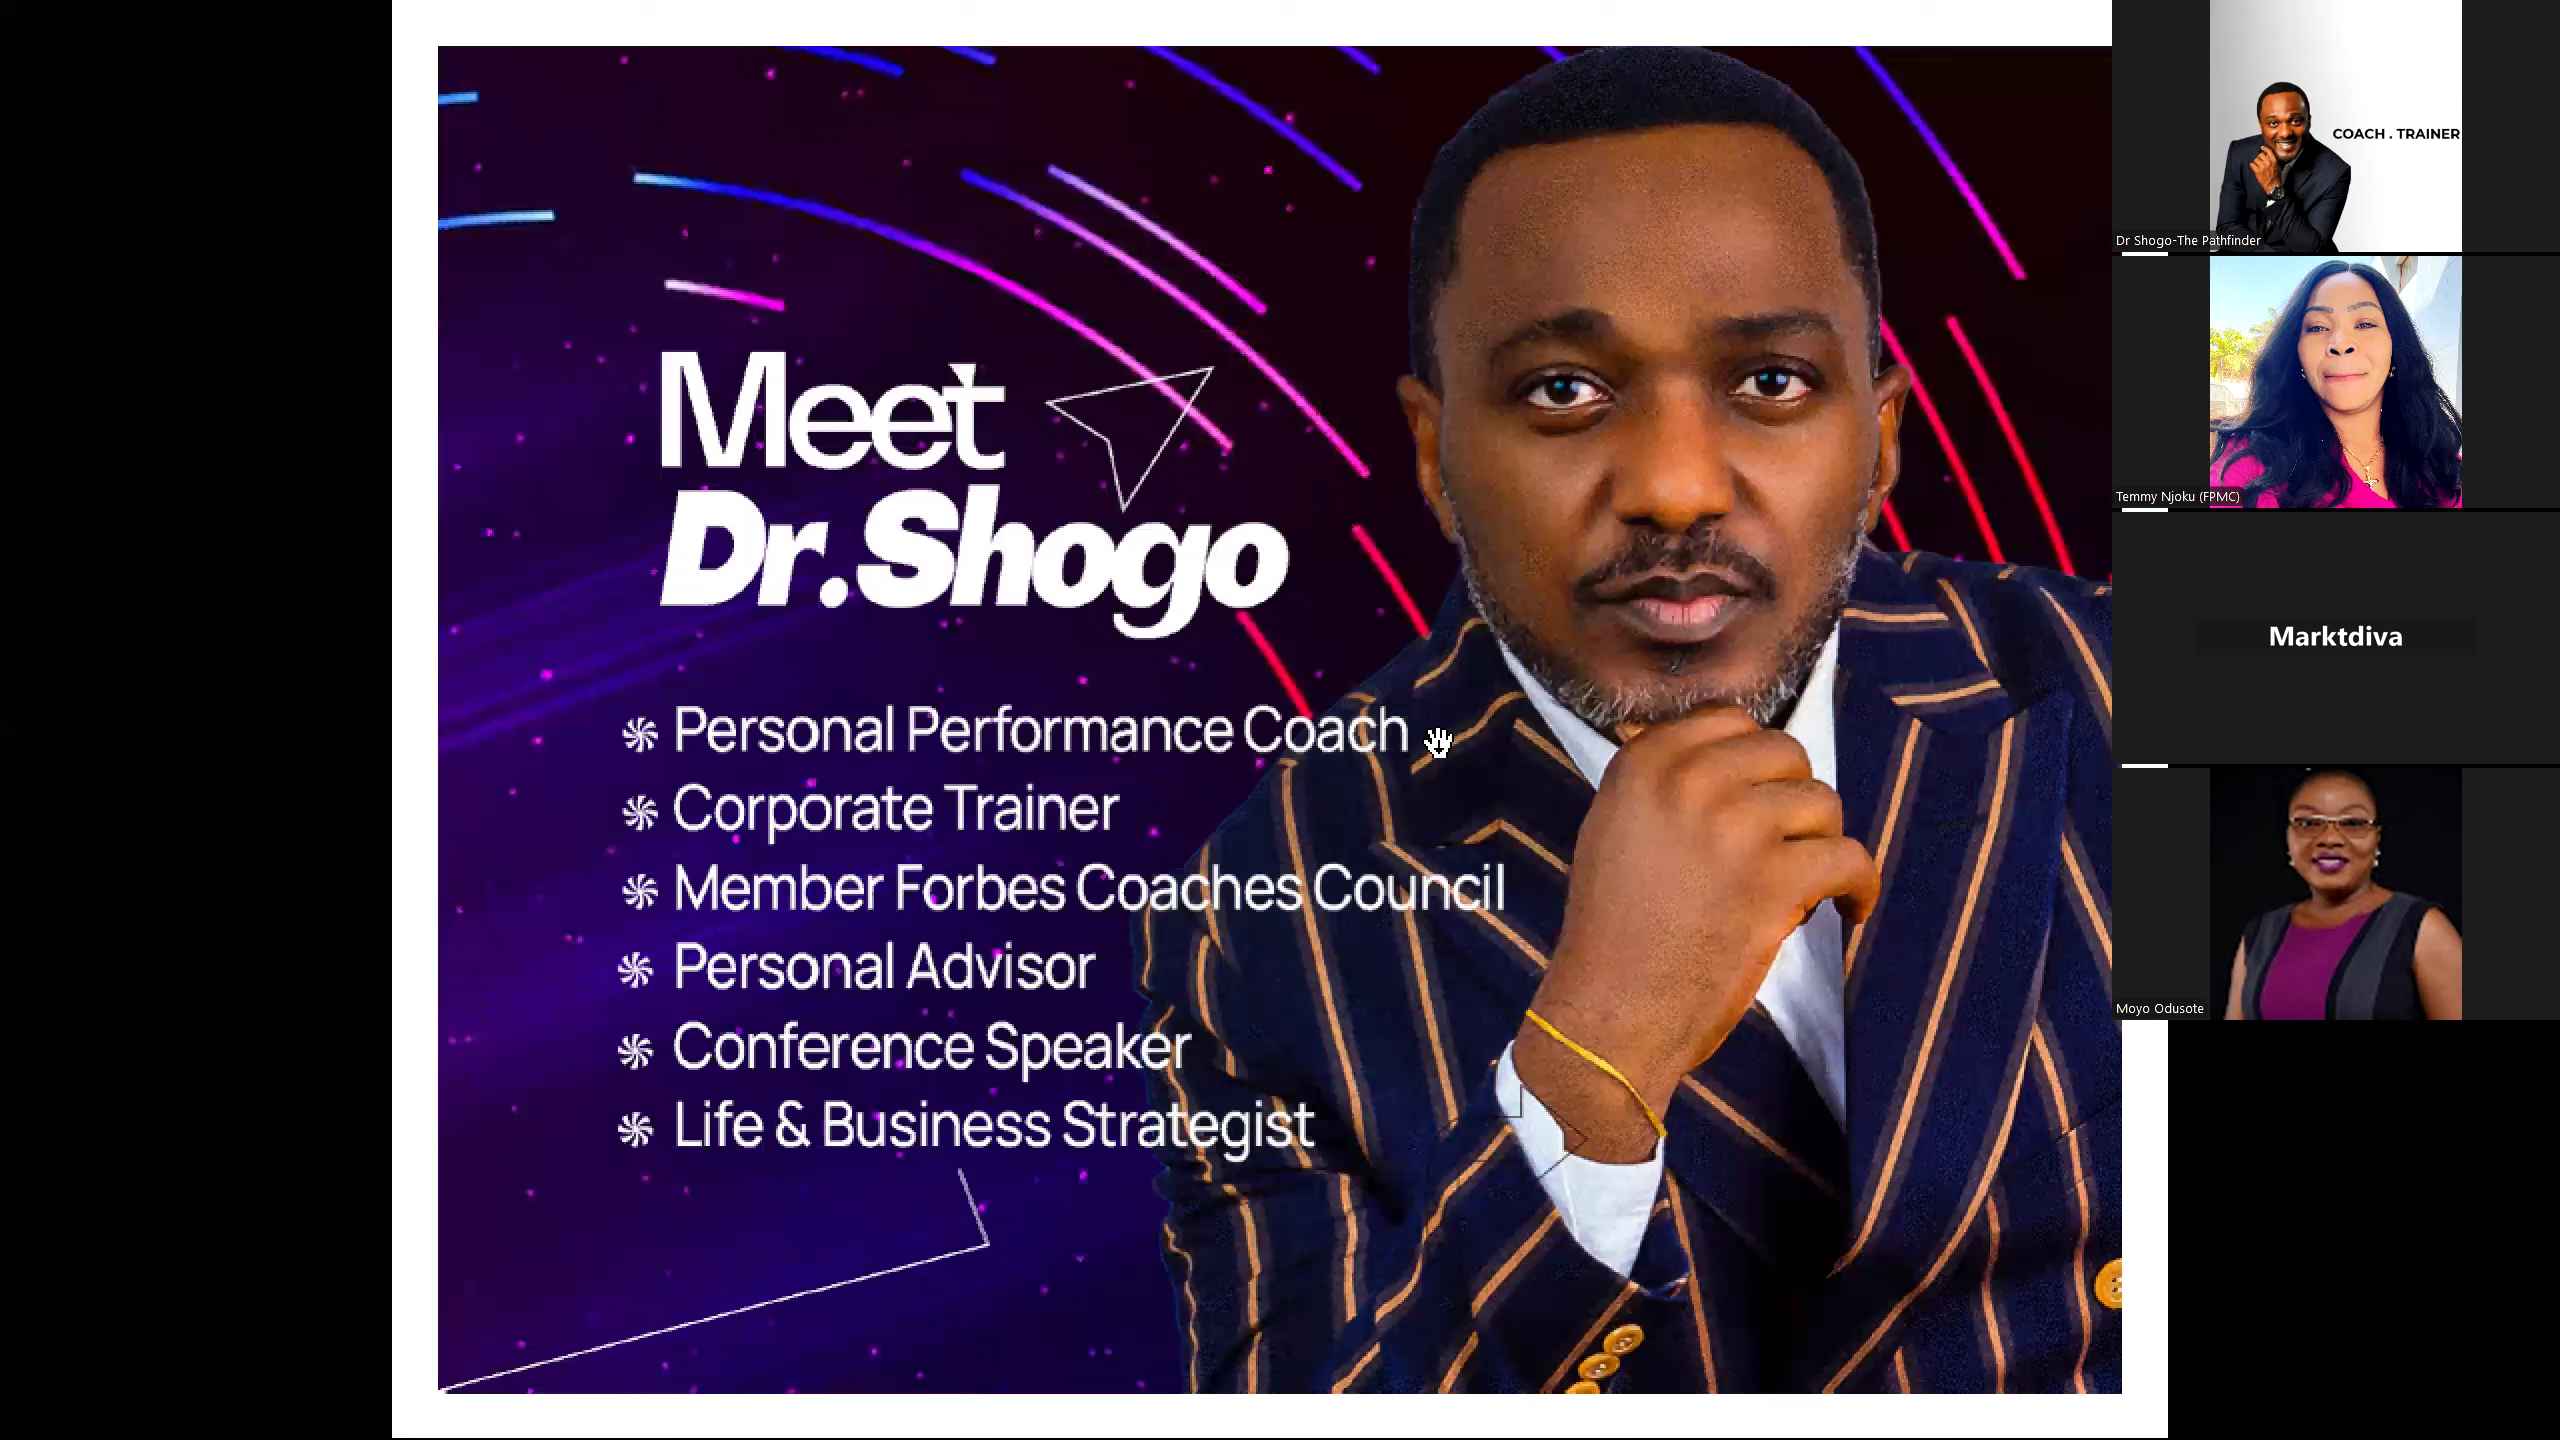 Meet
Dr.Shogo
Personal Performance Coach
Corporate Trainer
Member Forbes Coaches Council
Personal Advisor
Conference Speaker
Life & Business Strategist
COACH . TRAINER
Dr Shogo-The Pathfinder
Temmy Njoku (FPMC)
Marktdiva
Moyo Odusote